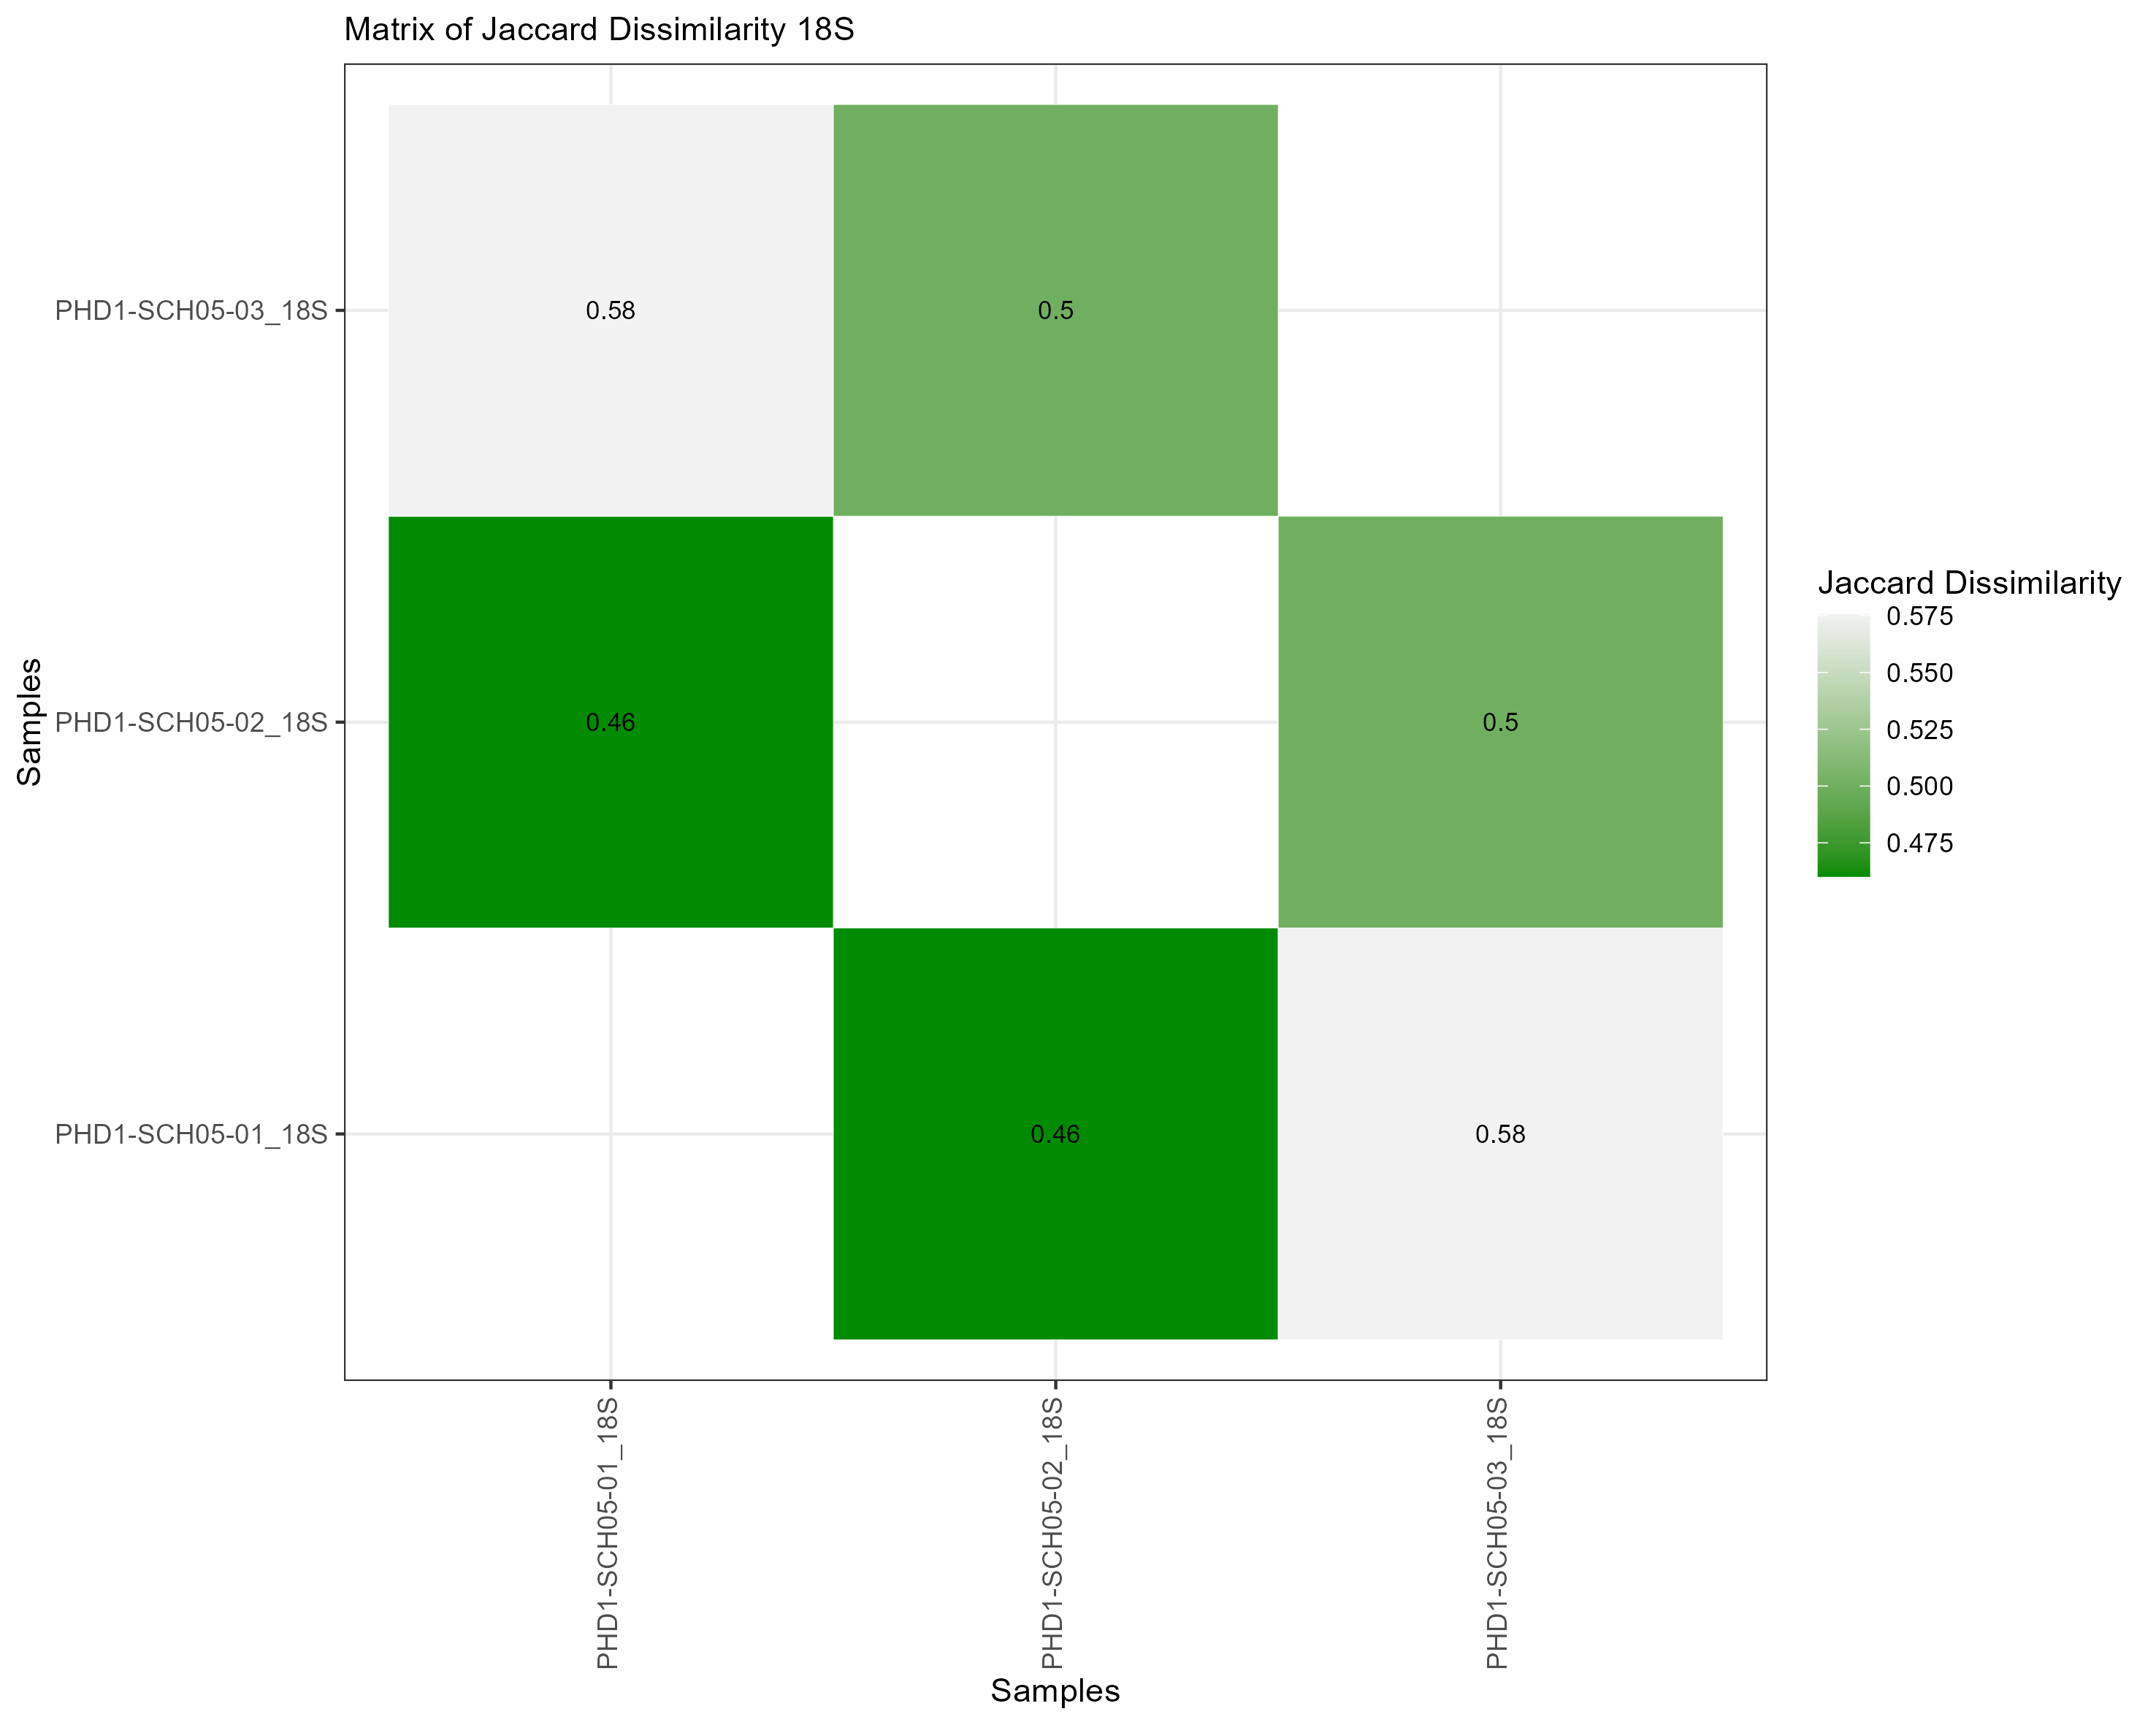 Matrix of Jaccard Dissimilarity 18S
Samples
PHD1-SCH05-03_18S
0.58
0.5
PHD1-SCH05-02_18S
0.46
0.5
PHD1-SCH05-01_18S
0.46
0.58
PHD1-SCH05-01_18S
PHD1-SCH05-02_18S
PHD1-SCH05-03_18S
Samples
Jaccard Dissimilarity
0.575
0.550
0.525
0.500
0.475